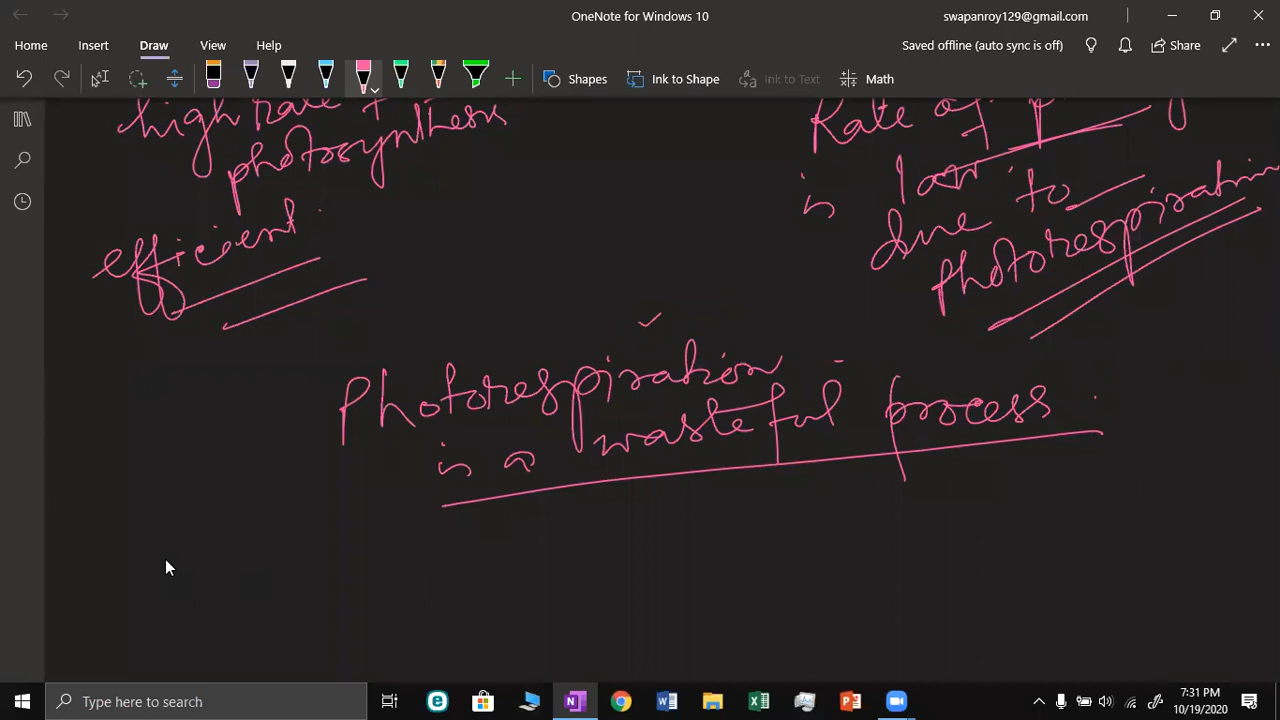 OneNote for Windows 10
swapanroy129@gmail.com
Home Insert Draw View Help
Saved offline (auto sync is off)
Share
Shapes
Ink to Shape
Ink to Text
Math
high Rate
photosynthesis
efficient
Rate of
is low
due to
photorespiration
Photorespiration
is a wasteful process
Type here to search
7:31 PM
10/19/2020